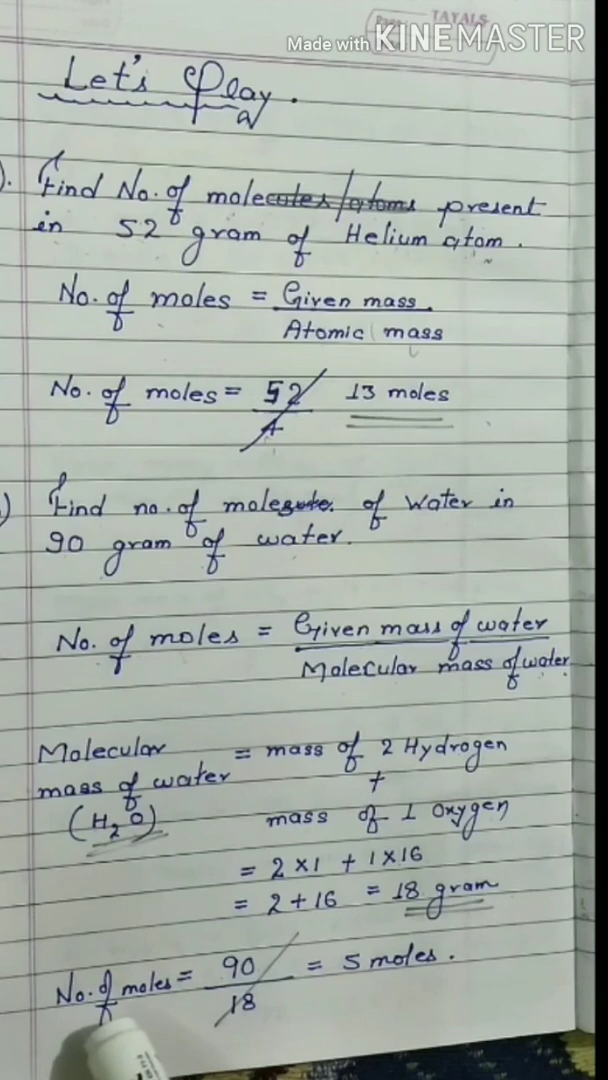 TAYALS
Made with KINEMASTER
Let's Play.
). Find No. of molecules/atoms present
in 52 gram of Helium atom.
No. of moles = Given mass.
Atomic mass
No. of moles = 52 13 moles
4
) Find no. of molecule. of water in
90 gram of water.
No. of moles = Given mass of water
Molecular mass of water
Molecular = mass of 2 Hydrogen
mass of water +
(H₂O) mass of 1 Oxygen
= 2×1 + 1×16
= 2+16 = 18 gram
No. of moles = 90 = 5 moles.
18